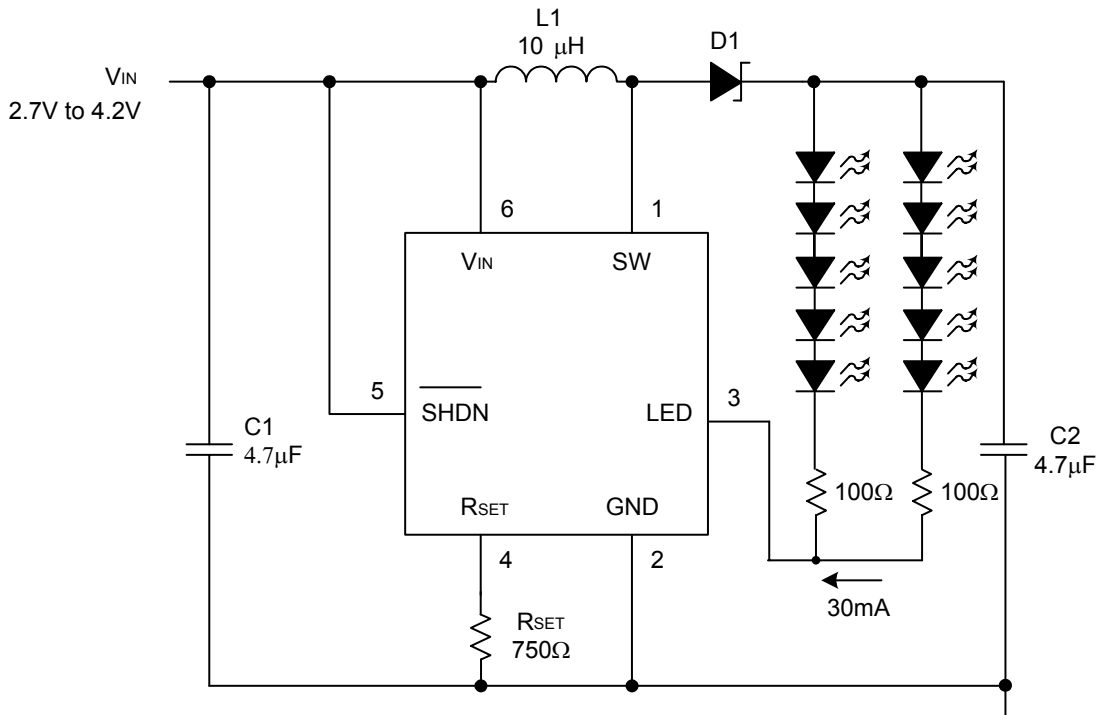 L1
10 μH
D1
VIN
2.7V to 4.2V
6
1
VIN
SW
5
SHDN
LED
3
C1
4.7μF
C2
4.7μF
100Ω
100Ω
RSET
GND
4
2
30mA
RSET
750Ω